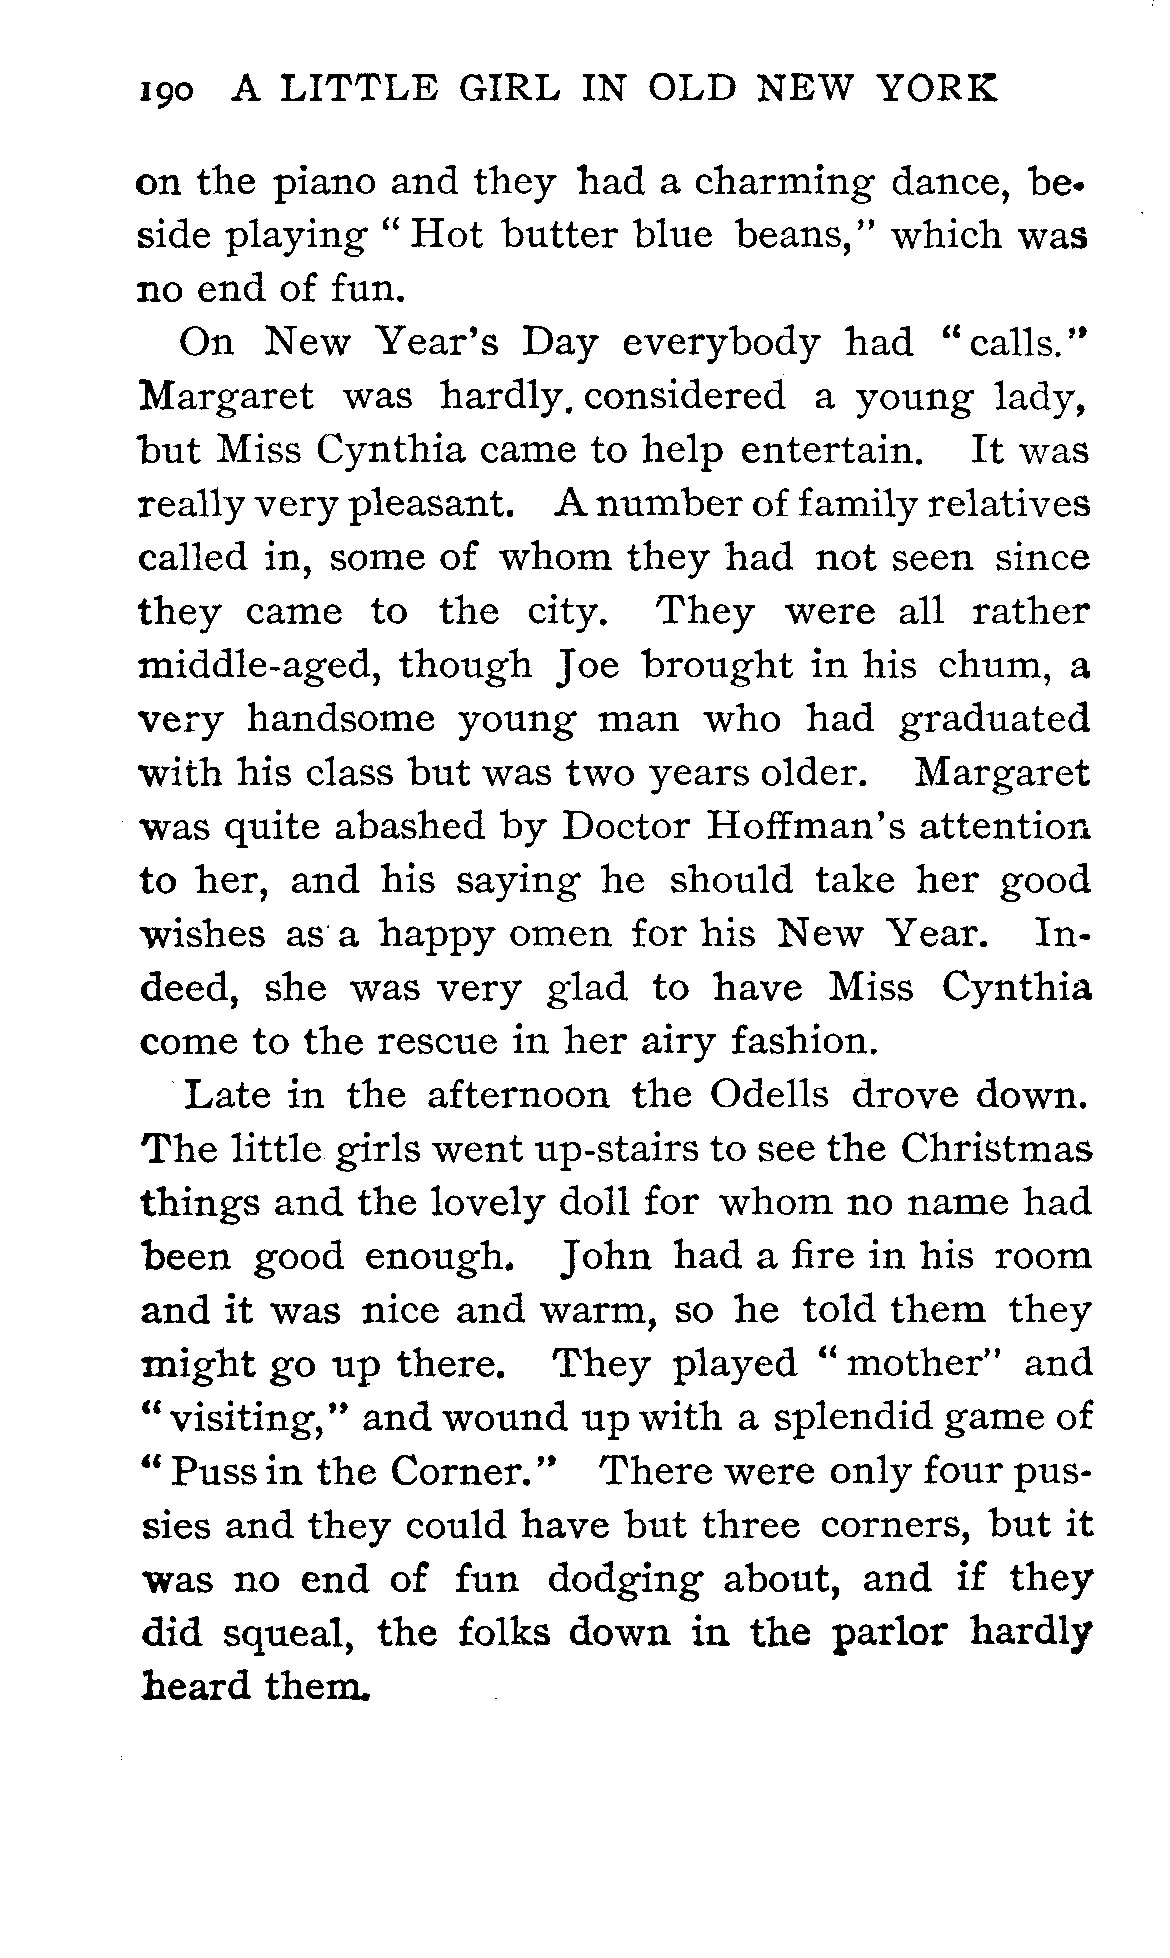 190 A LITTLE GIRL IN OLD NEW YORK
on the piano and they had a charming dance, be-
side playing " Hot butter blue beans," which was
no end of fun.
On New Year's Day everybody had " calls."
Margaret was hardly. considered a young lady,
but Miss Cynthia came to help entertain. It was
really very pleasant. A number of family relatives
called in, some of whom they had not seen since
they came to the city. They were all rather
middle-aged, though Joe brought in his chum, a
very handsome young man who had graduated
with his class but was two years older. Margaret
was quite abashed by Doctor Hoffman's attention
to her, and his saying he should take her good
wishes as a happy omen for his New Year. In-
deed, she was very glad to have Miss Cynthia
come to the rescue in her airy fashion.
Late in the afternoon the Odells drove down.
The little girls went up-stairs to see the Christmas
things and the lovely doll for whom no name had
been good enough. John had a fire in his room
and it was nice and warm, so he told them they
might go up there. They played " mother" and
" visiting," and wound up with a splendid game of
" Puss in the Corner." There were only four pus-
sies and they could have but three corners, but it
was no end of fun dodging about, and if they
did squeal, the folks down in the parlor hardly
heard them.